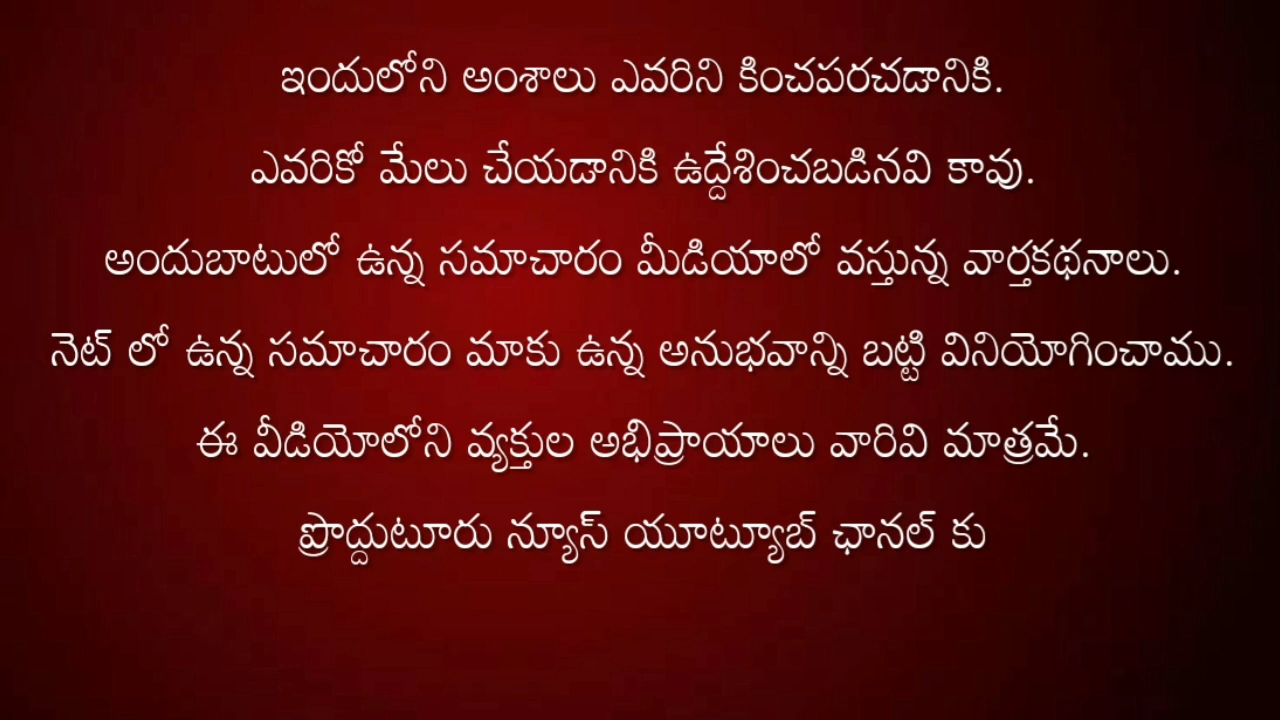 ఇందులోని అంశాలు ఎవరిని కించపరచడానికి.
ఎవరికో మేలు చేయడానికి ఉద్దేశించబడినవి కావు.
అందుబాటులో ఉన్న సమాచారం మీడియాలో వస్తున్న వార్తకథనాలు.
నెట్ లో ఉన్న సమాచారం మాకు ఉన్న అనుభవాన్ని బట్టి వినియోగించాము.
ఈ వీడియోలోని వ్యక్తుల అభిప్రాయాలు వారివి మాత్రమే.
ప్రొద్దుటూరు న్యూస్ యూట్యూబ్ ఛానల్ కు